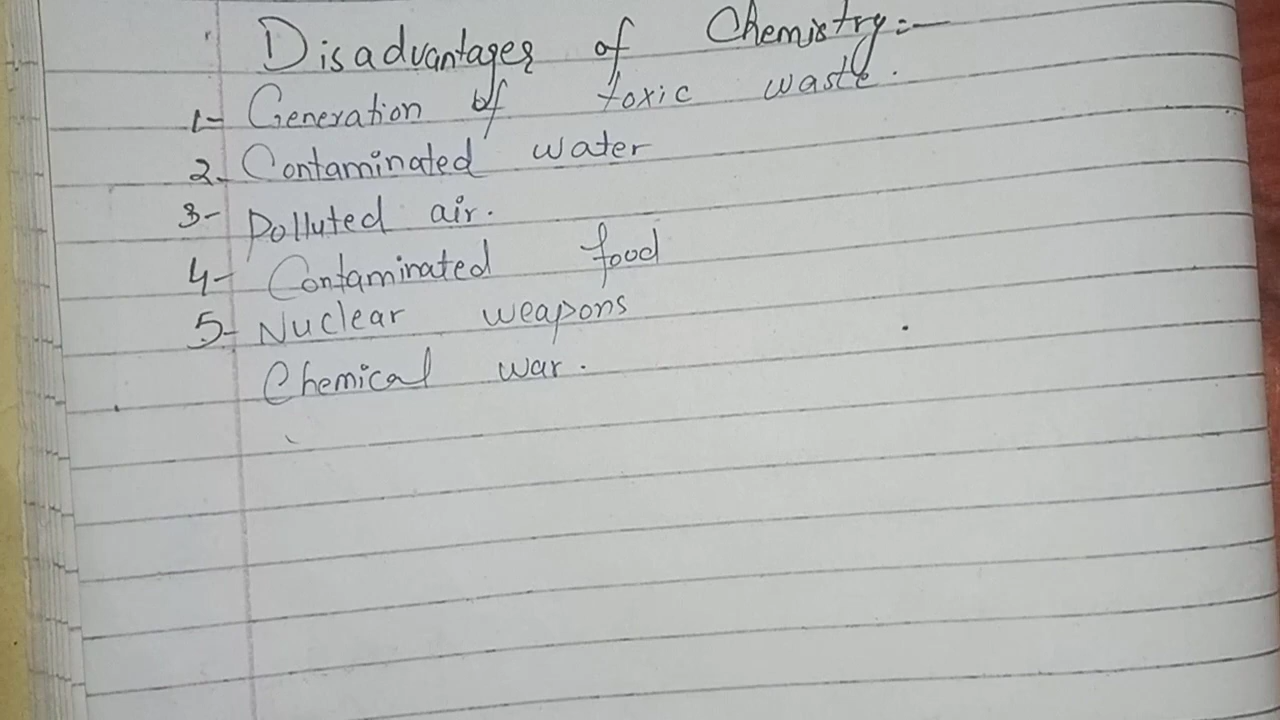 Disadvantages of Chemistry:-
1- Generation of toxic waste.
2- Contaminated water
3- Polluted air.
4- Contaminated food
5- Nuclear weapons
Chemical war.